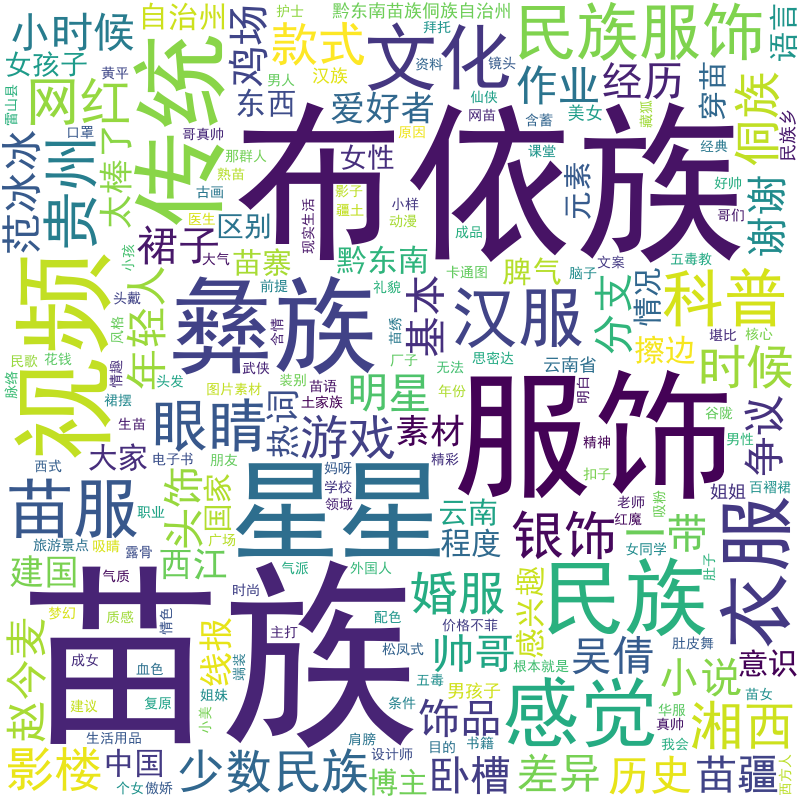 小时候
自治州
护士
黔东南苗族侗族自治州
拜托
民族服饰
语言
女孩子
黄平
鸡场
款式
文化
资料
镜头
雷山县
网红
传统
男人
汉族
仙侠
作业
经历
东西
爱好者
网苗
含蓄
美女
藏狐
穿苗
侗族
民族乡
口罩
哥真帅
原因
范冰冰
太棒了
贵州
那群人
女性
布依族
课堂
经典
熟苗
影子
小样
元素
好帅
谢谢
古画
医生
区别
疆土
动漫
现实生活
成品
哥们
裙子
小孩
大气
苗寨
黔东南
文案
五毒教
视频
年轻人
头戴
前提
卡通图
脾气
脑子
分支
情况
科普
风格
彝族
礼貌
基本
汉服
堪比
核心
民歌
花钱
苗绣
含情
厂子
无法
思密达
擦边
时候
脉络
情趣
武侠
云南省
裙摆
头发
图片素材
装别
苗语
明星
年份
明白
谷陇
生苗
土家族
眼睛
热词
游戏
素材
服饰
精神
男性
争议
西式
电子书
大家
朋友
妈呀
精彩
扣子
百褶裙
苗服
职业
头饰
国家
学校
领域
星星
云南
老师
吸粉
姐姐
红魔
衣服
旅游景点
吸睛
露骨
广场
银饰
一带
女同学
建国
气质
西江
气派
外国人
程度
肚子
民族
梦幻
质感
情色
时尚
配色
婚服
感兴趣
价格不菲
肚皮舞
赵今麦
苗族
线报
主打
松凤式
帅哥
吴倩
根本就是
成女
血色
端装
五毒
意识
建议
复原
姐妹
男孩子
小说
苗女
小美
条件
饰品
感觉
华服
真帅
湘西
影楼
生活用品
肩膀
设计师
目的
书籍
我会
中国
少数民族
博主
卧槽
差异
历史
苗疆
西方人
个女
傲娇